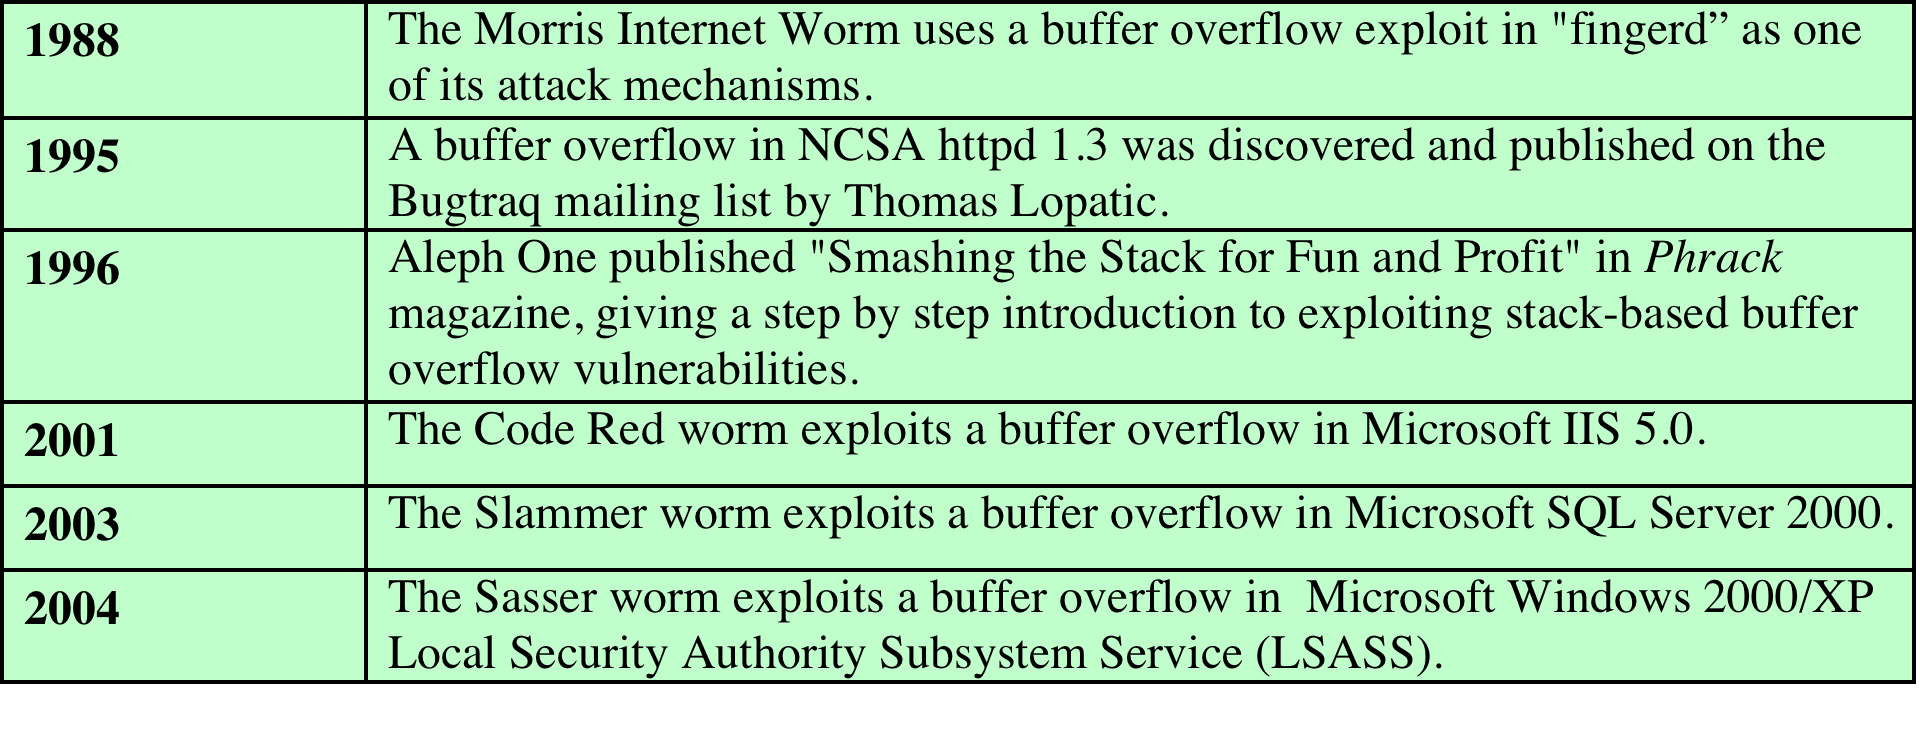 1988
The Morris Internet Worm uses a buffer overflow exploit in "fingerd” as one
of its attack mechanisms.
1995
A buffer overflow in NCSA httpd 1.3 was discovered and published on the
Bugtraq mailing list by Thomas Lopatic.
1996
Aleph One published "Smashing the Stack for Fun and Profit" in Phrack
magazine, giving a step by step introduction to exploiting stack-based buffer
overflow vulnerabilities.
2001
The Code Red worm exploits a buffer overflow in Microsoft IIS 5.0.
2003
The Slammer worm exploits a buffer overflow in Microsoft SQL Server 2000.
2004
The Sasser worm exploits a buffer overflow in  Microsoft Windows 2000/XP
Local Security Authority Subsystem Service (LSASS).